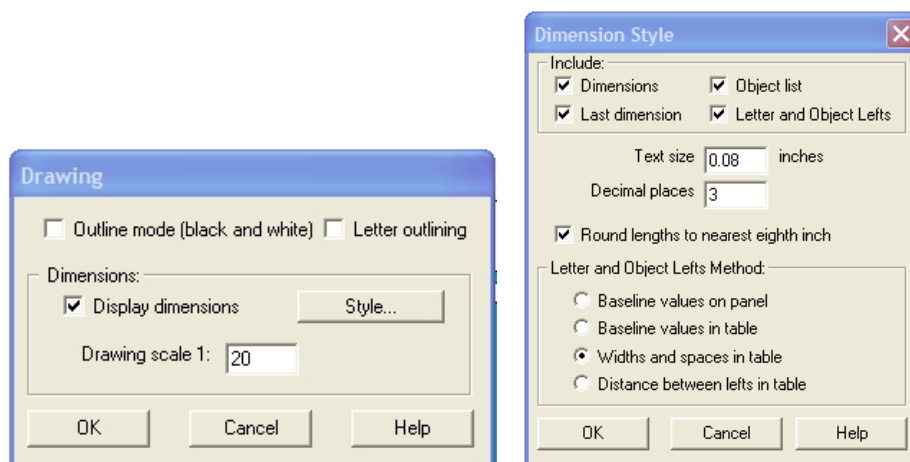 Drawing
Outline mode (black and white) Letter outlining
Dimensions:
Display dimensions Style...
Drawing scale 1: 20
OK Cancel Help
Dimension Style
Include:
Dimensions Object list
Last dimension Letter and Object Lefts
Text size 0.08 inches
Decimal places 3
Round lengths to nearest eighth inch
Letter and Object Lefts Method:
Baseline values on panel
Baseline values in table
Widths and spaces in table
Distance between lefts in table
OK Cancel Help